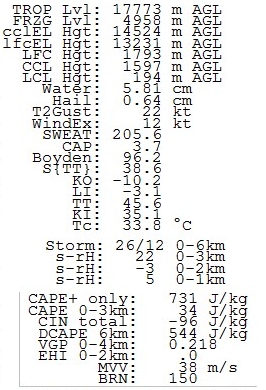 TROP Lvl: 17773 m AGL
FRZG Lvl: 4958 m AGL
cclEL Hgt: 14524 m AGL
lfcEL Hgt: 13231 m AGL
LFC Hgt: 1793 m AGL
CCL Hgt: 1597 m AGL
LCL Hgt: 194 m AGL
Water: 5.81 cm
Hail: 0.64 cm
T2Gust: 22 kt
WindEx: 12 kt
SWEAT: 205.6
CAP: 3.7
Boyden: 96.2
S{TT}: 38.6
KO: -10.2
LI: -3.1
TT: 45.6
KI: 35.1
Tc: 33.8 °C
Storm: 26/12 0-6km
s-rH: 22 0-3km
s-rH: -3 0-2km
s-rH: 5 0-1km
CAPE+ only: 731 J/kg
CAPE 0-3km: 34 J/kg
CIN total: -96 J/kg
DCAPE 6km: 544 J/kg
VGP 0-4km: 0.218
EHI 0-2km: .0
MVV: 38 m/s
BRN: 150